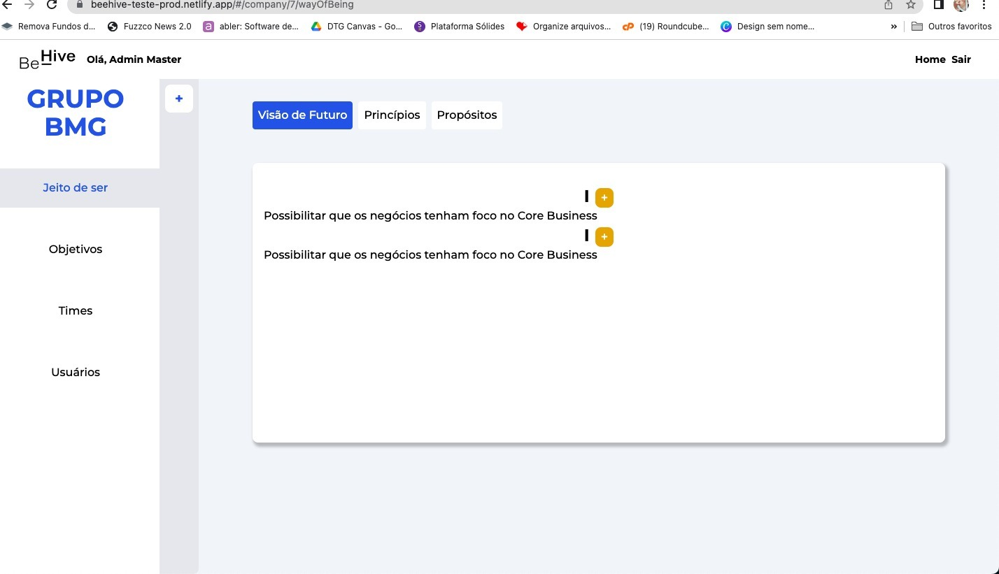 beehive-teste-prod.netlify.app/#/company/7/wayOfBeing
Remova Fundos d... Fuzzco News 2.0 a abler: Software de... DTG Canvas - Go... S Plataforma Sólides Organize arquivos... cP (19) Roundcube... C Design sem nome... » Outros favoritos
BeHive Olá, Admin Master Home Sair
GRUPO
BMG
+
Visão de Futuro Princípios Propósitos
Jeito de ser
Objetivos
Times
Usuários
I +
Possibilitar que os negócios tenham foco no Core Business
I +
Possibilitar que os negócios tenham foco no Core Business